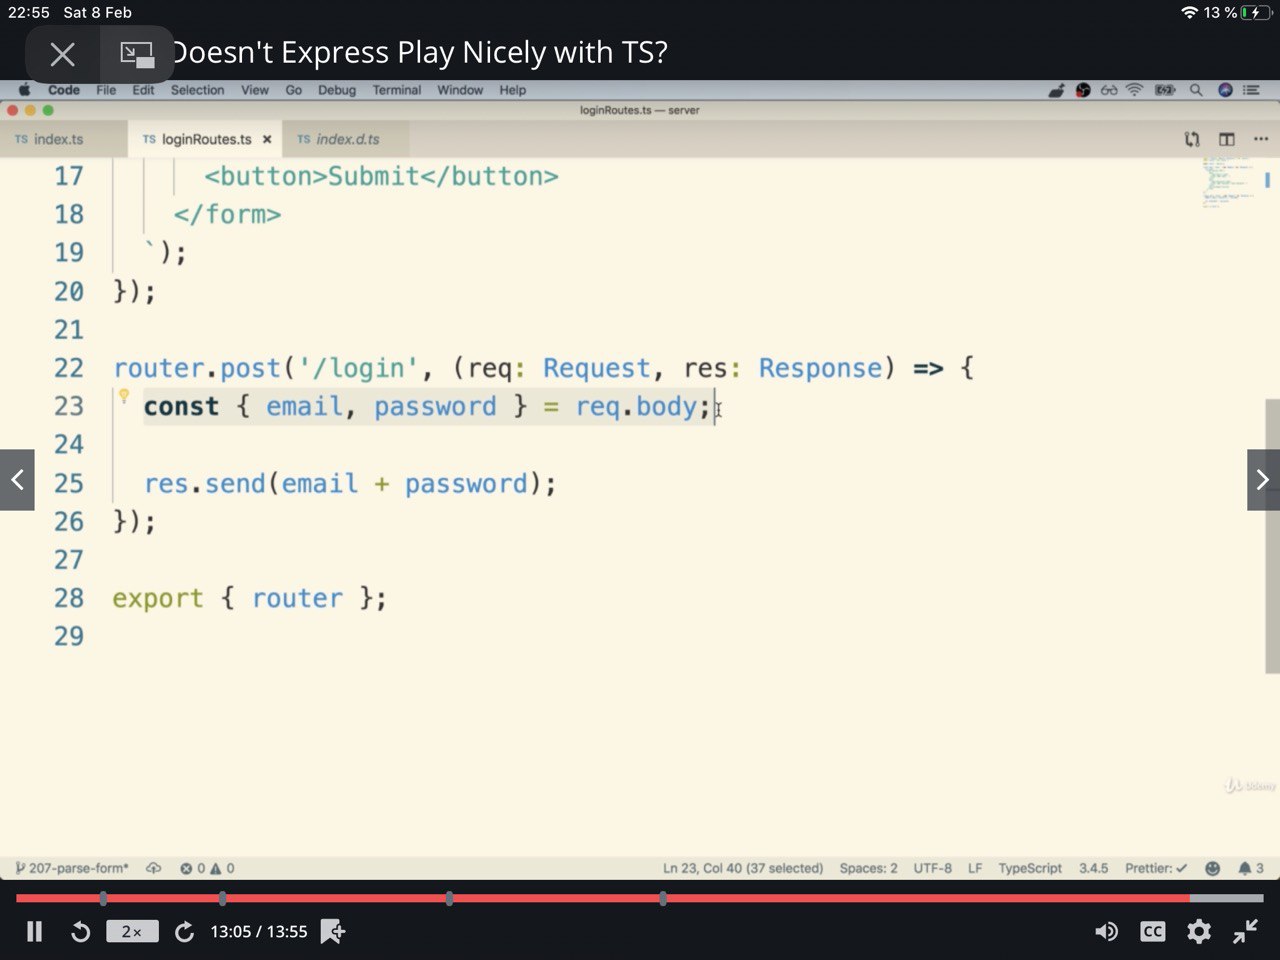 22:55 Sat 8 Feb 13 %
Doesn't Express Play Nicely with TS?
Code File Edit Selection View Go Debug Terminal Window Help
loginRoutes.ts — server
TS index.ts TS loginRoutes.ts × TS index.d.ts
17 <button>Submit</button>
18 </form>
19 `);
20 });
21
22 router.post('/login', (req: Request, res: Response) => {
23 const { email, password } = req.body;
24
25 res.send(email + password);
26 });
27
28 export { router };
29
Udemy
207-parse-form* 0 0 Ln 23, Col 40 (37 selected) Spaces: 2 UTF-8 LF TypeScript 3.4.5 Prettier: ✓ 3
2× 13:05 / 13:55 CC